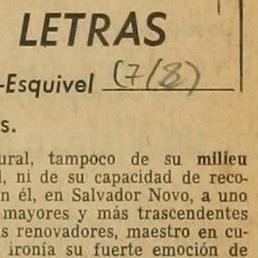 LETRAS
-Esquivel (7/8)
s.
ural, tampoco de su milieu
l, ni de su capacidad de reco-
n él, en Salvador Novo, a uno
mayores y más trascendentes
s renovadores, maestro en cu-
ironía su fuerte emoción de